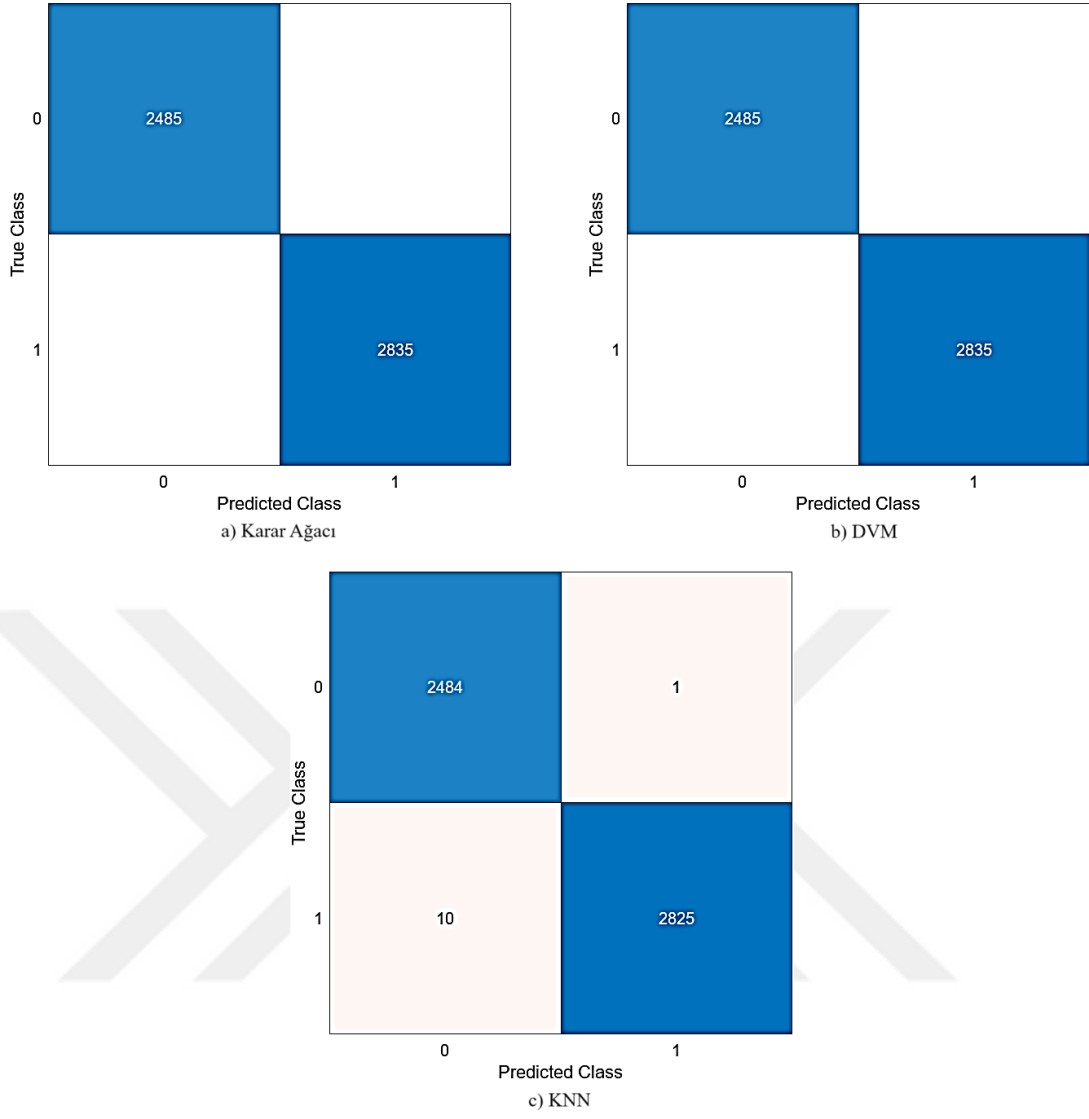 0
2485
True Class
1
2835
0
1
Predicted Class
a) Karar Ağacı
0
2485
True Class
1
2835
0
1
Predicted Class
b) DVM
0
2484
1
True Class
1
10
2825
0
1
Predicted Class
c) KNN